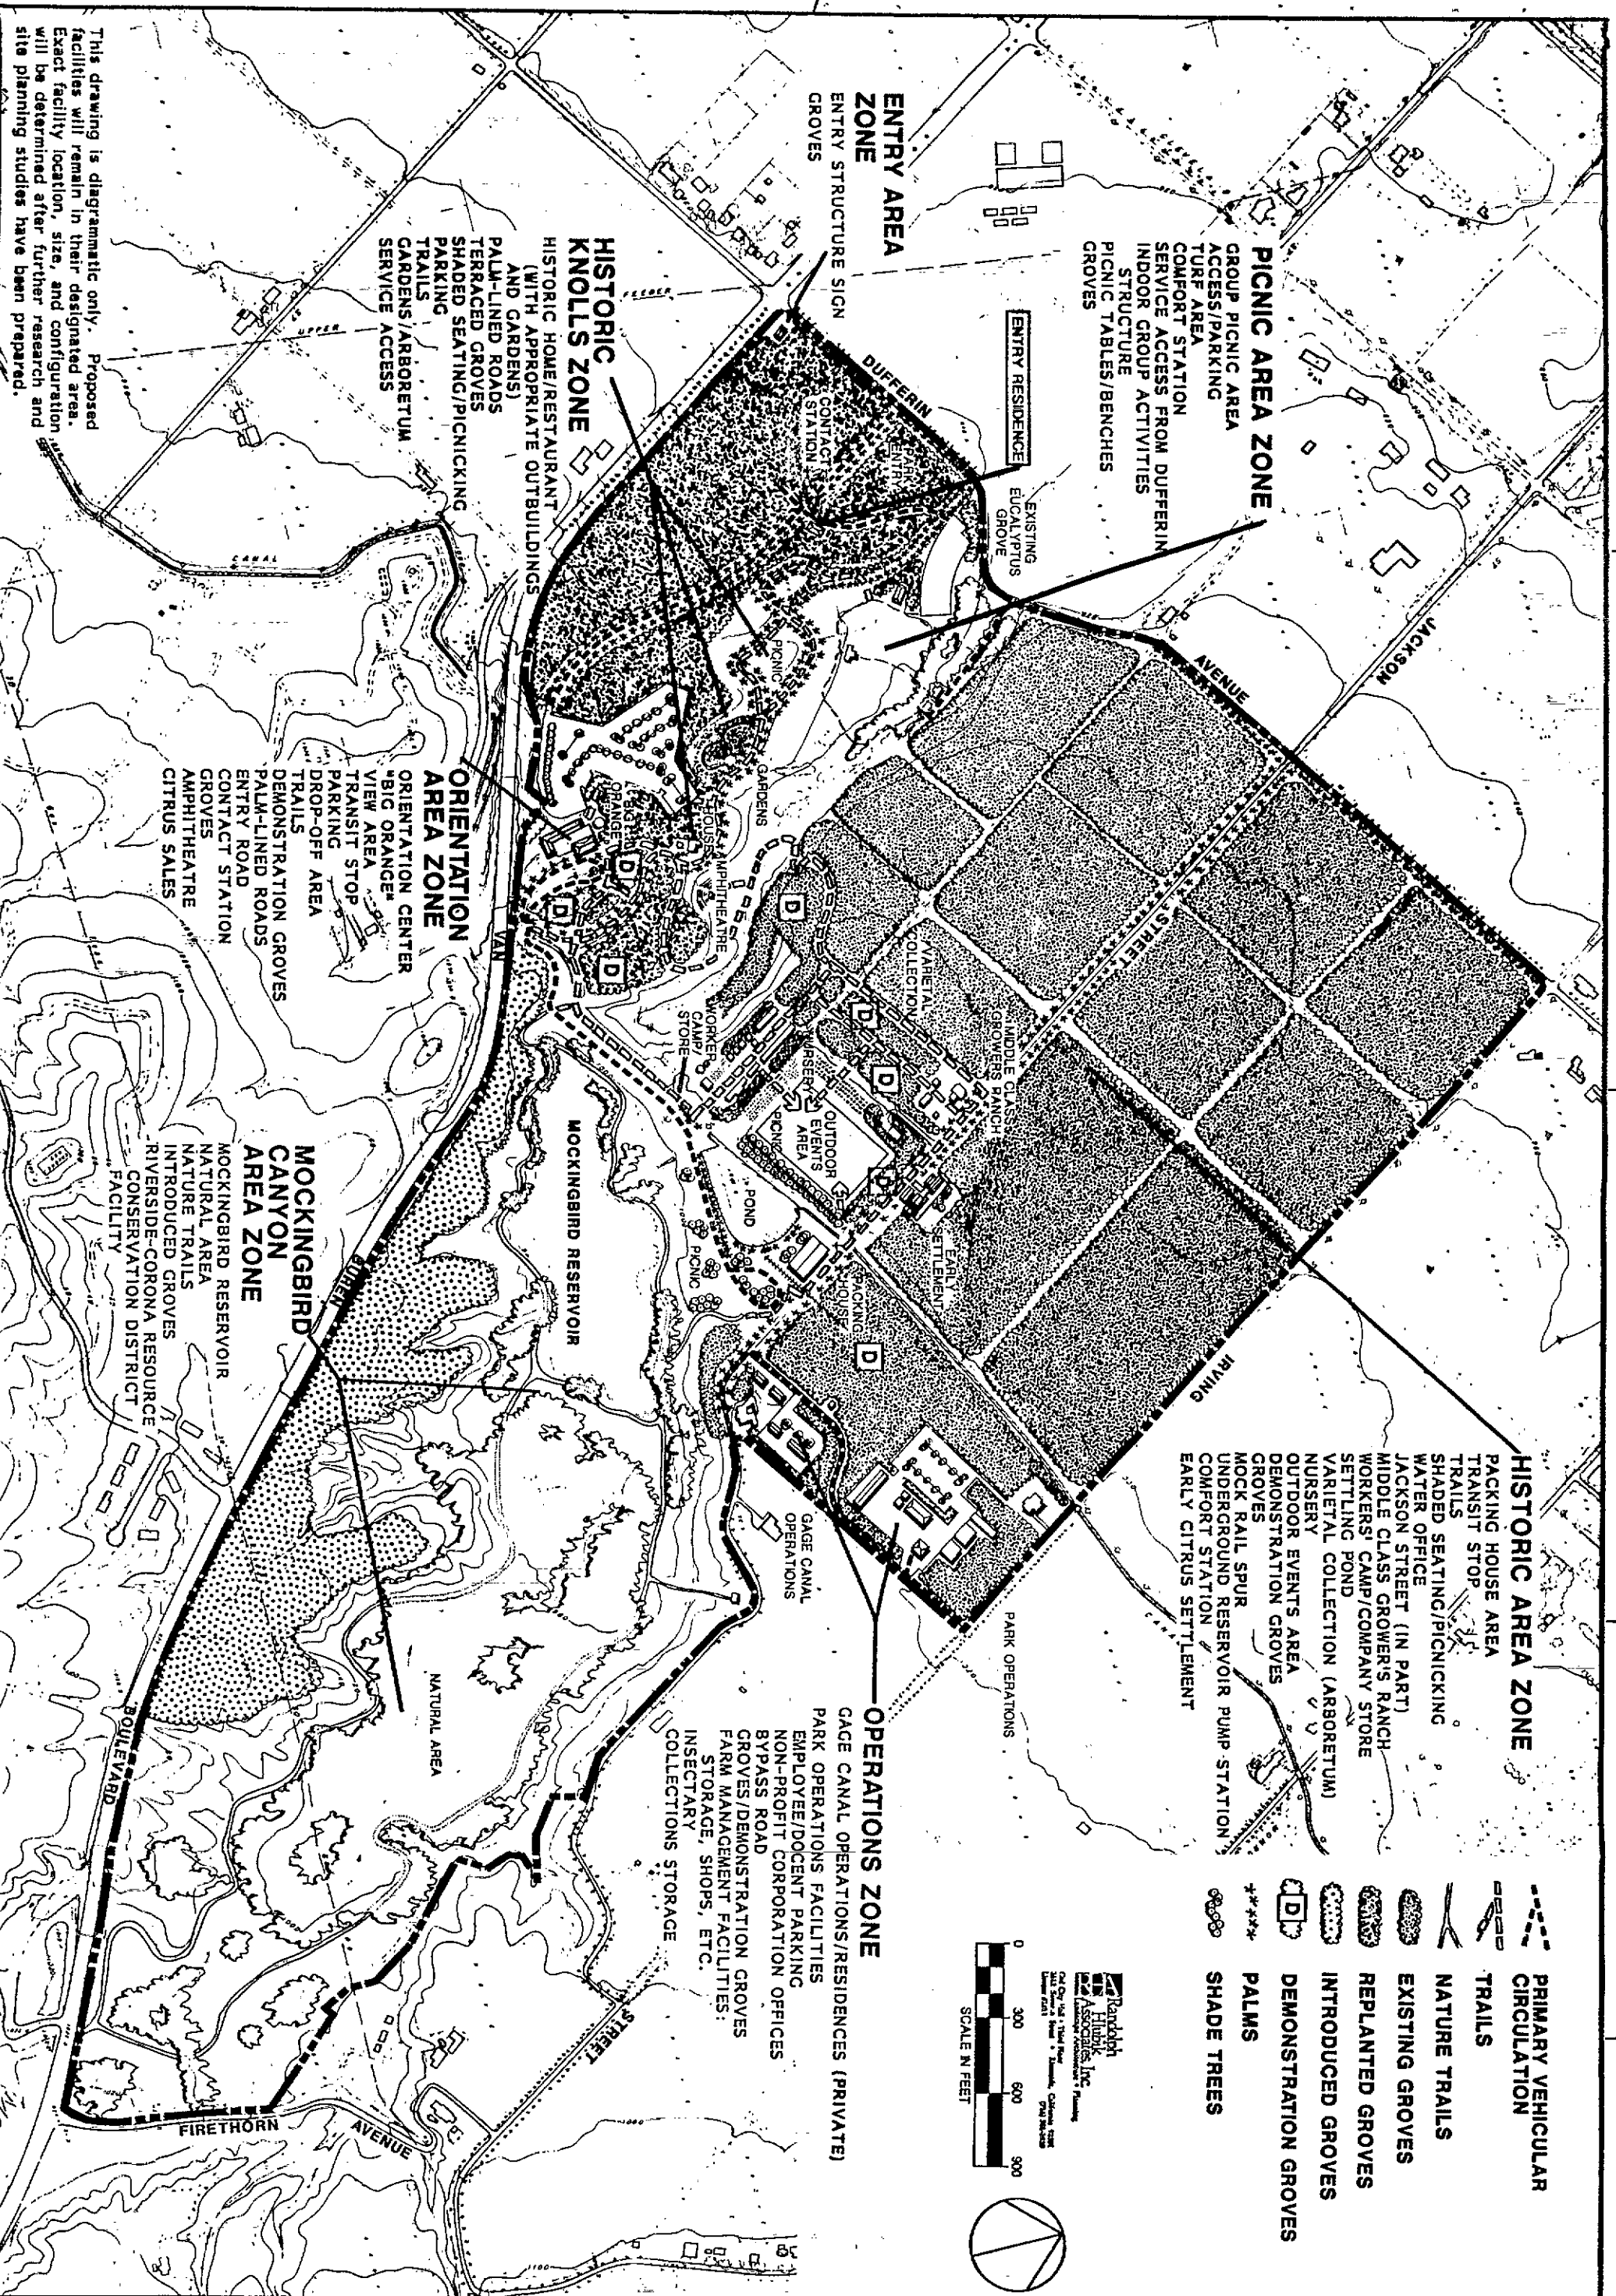 This drawing is diagrammatic only. Proposed
facilities will remain in their designated area.
Exact facility location, size, and configuration
will be determined after further research and
site planning studies have been prepared.
ENTRY AREA
ZONE
ENTRY STRUCTURE SIGN
GROVES
PICNIC AREA ZONE
GROUP PICNIC AREA
ACCESS/PARKING
TURF AREA
COMFORT STATION
SERVICE ACCESS FROM DUFFERIN
INDOOR GROUP ACTIVITIES
STRUCTURE
PICNIC TABLES/BENCHES
GROVES
ENTRY RESIDENCE
EXISTING
EUCALYPTUS
GROVE
HISTORIC
KNOLLS ZONE
HISTORIC HOME/RESTAURANT
(WITH APPROPRIATE OUTBUILDINGS
AND GARDENS)
PALM-LINED ROADS
TERRACED GROVES
SHADED SEATING/PICNICKING
PARKING
TRAILS
GARDENS/ARBORETUM
SERVICE ACCESS
ORIENTATION
AREA ZONE
ORIENTATION CENTER
"BIG ORANGE"
VIEW AREA
TRANSIT STOP
PARKING
DROP-OFF AREA
TRAILS
DEMONSTRATION GROVES
PALM-LINED ROADS
ENTRY ROAD
CONTACT STATION
GROVES
AMPHITHEATRE
CITRUS SALES
MOCKINGBIRD
CANYON
AREA ZONE
MOCKINGBIRD RESERVOIR
NATURAL AREA
NATURE TRAILS
INTRODUCED GROVES
RIVERSIDE-CORONA RESOURCE
CONSERVATION DISTRICT
FACILITY
HISTORIC AREA ZONE
PACKING HOUSE AREA
TRANSIT STOP
TRAILS
SHADED SEATING/PICNICKING
WATER OFFICE
JACKSON STREET (IN PART)
MIDDLE CLASS GROWER'S RANCH
WORKERS' CAMP/COMPANY STORE
SETTLING POND
VARIETAL COLLECTION (ARBORETUM)
NURSERY
OUTDOOR EVENTS AREA
DEMONSTRATION GROVES
GROVES
MOCK RAIL SPUR
UNDERGROUND RESERVOIR PUMP STATION
COMFORT STATION
EARLY CITRUS SETTLEMENT
OPERATIONS ZONE
GAGE CANAL OPERATIONS/RESIDENCES (PRIVATE)
PARK OPERATIONS FACILITIES
EMPLOYEE/DOCENT PARKING
NON-PROFIT CORPORATION OFFICES
BYPASS ROAD
GROVES/DEMONSTRATION GROVES
FARM MANAGEMENT FACILITIES:
STORAGE, SHOPS, ETC.
INSECTARY
COLLECTIONS STORAGE
PRIMARY VEHICULAR
CIRCULATION
TRAILS
NATURE TRAILS
EXISTING GROVES
REPLANTED GROVES
INTRODUCED GROVES
D
DEMONSTRATION GROVES
PALMS
SHADE TREES
Randolph
Hlubik
Associates, Inc.
0 300 600 900
SCALE IN FEET
DUFFERIN
AVENUE
JACKSON
STREET
IRVING
STREET
VAN
BUREN
BOULEVARD
FIRETHORN
AVENUE
CANAL
CANAL
UPPER
FEEDER
CONTACT
STATION
PARK
ENTRY
PICNIC
GARDENS
HOUSE
AMPHITHEATRE
"BIG
ORANGE"
D
D
D
D
D
D
D
D
VARIETAL
COLLECTION
MIDDLE CLASS
GROWERS RANCH
WORKER
CAMP/
STORE
NURSERY
OUTDOOR
EVENTS
AREA
PICNIC
POND
PICNIC
EARLY
SETTLEMENT
PACKING
HOUSE
MOCKINGBIRD RESERVOIR
GAGE CANAL
OPERATIONS
PARK OPERATIONS
NATURAL AREA